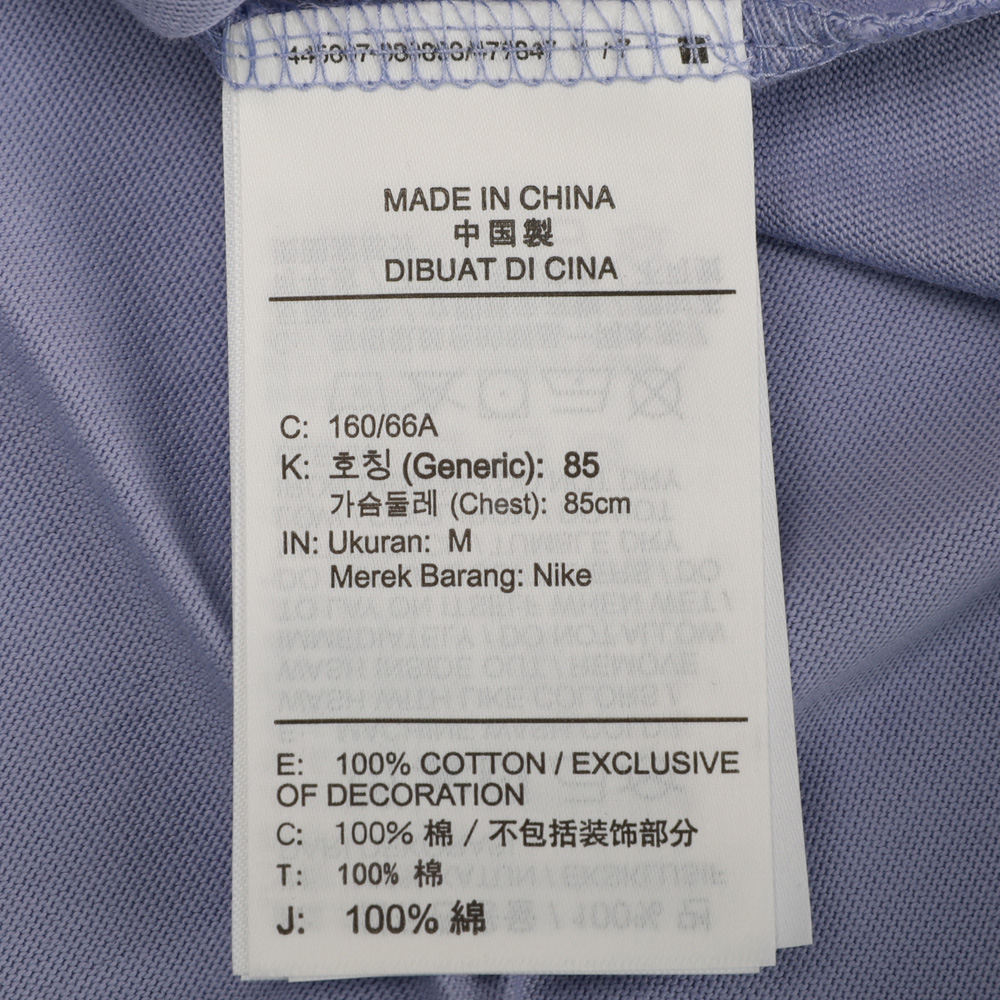 MADE IN CHINA
中国製
DIBUAT DI CINA
C: 160/66A
K: 호칭 (Generic): 85
가슴둘레 (Chest): 85cm
IN: Ukuran: M
Merek Barang: Nike
E: 100% COTTON / EXCLUSIVE
OF DECORATION
C: 100% 棉 / 不包括装饰部分
T: 100% 棉
J: 100% 綿